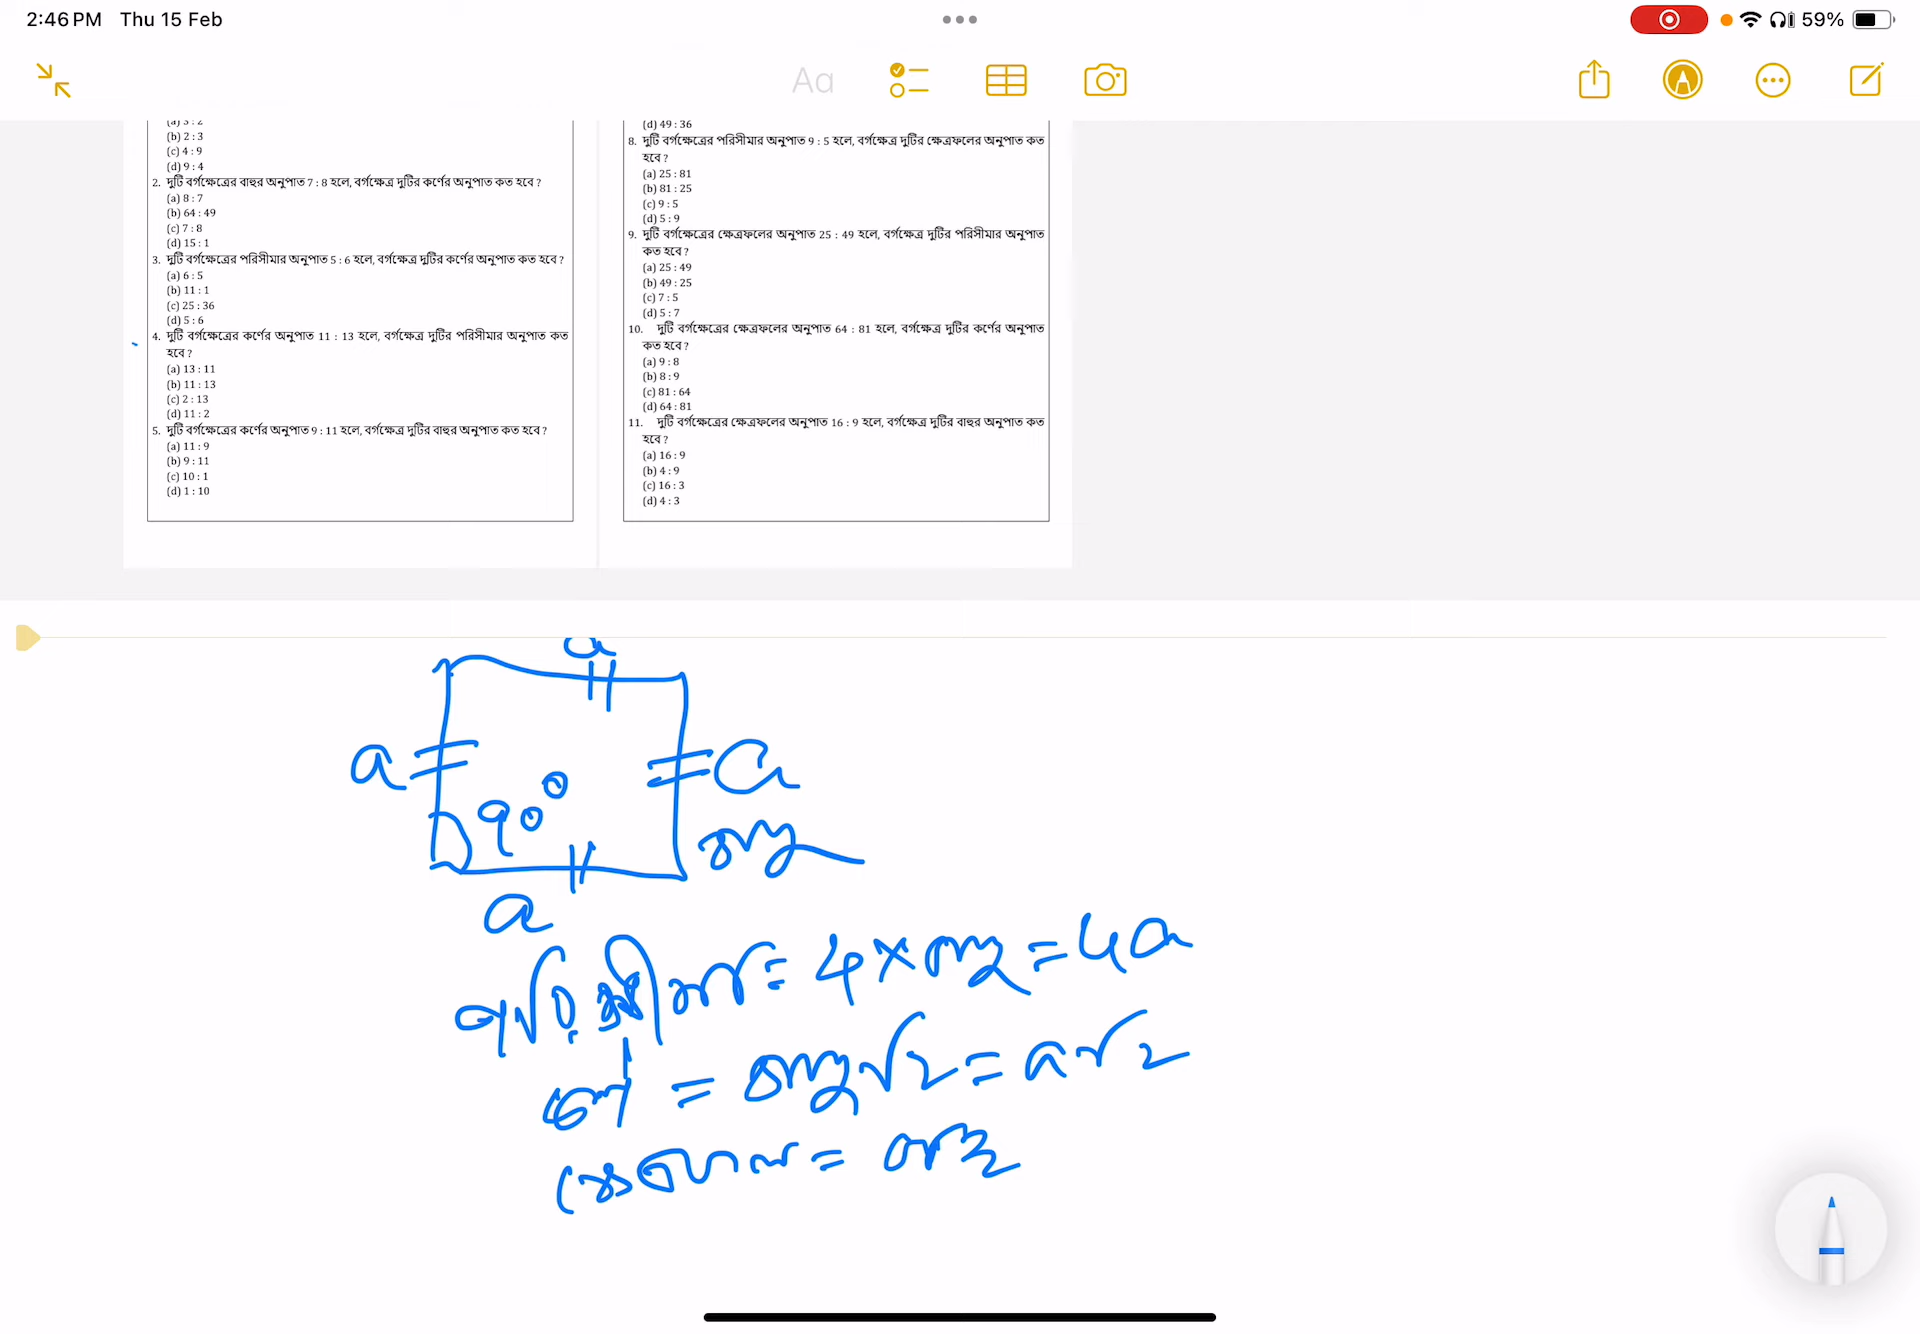 2:46 PM Thu 15 Feb
59%
Aa
(a) 3 : 2
(b) 2 : 3
(c) 4 : 9
(d) 9 : 4
2. দুটি বর্গক্ষেত্রের বাহুর অনুপাত 7 : 8 হলে, বর্গক্ষেত্র দুটির কর্ণের অনুপাত কত হবে ?
(a) 8 : 7
(b) 64 : 49
(c) 7 : 8
(d) 15 : 1
3. দুটি বর্গক্ষেত্রের পরিসীমার অনুপাত 5 : 6 হলে, বর্গক্ষেত্র দুটির কর্ণের অনুপাত কত হবে ?
(a) 6 : 5
(b) 11 : 1
(c) 25 : 36
(d) 5 : 6
4. দুটি বর্গক্ষেত্রের কর্ণের অনুপাত 11 : 13 হলে, বর্গক্ষেত্র দুটির পরিসীমার অনুপাত কত
হবে ?
(a) 13 : 11
(b) 11 : 13
(c) 2 : 13
(d) 11 : 2
5. দুটি বর্গক্ষেত্রের কর্ণের অনুপাত 9 : 11 হলে, বর্গক্ষেত্র দুটির বাহুর অনুপাত কত হবে ?
(a) 11 : 9
(b) 9 : 11
(c) 10 : 1
(d) 1 : 10
(d) 49 : 36
8. দুটি বর্গক্ষেত্রের পরিসীমার অনুপাত 9 : 5 হলে, বর্গক্ষেত্র দুটির ক্ষেত্রফলের অনুপাত কত
হবে ?
(a) 25 : 81
(b) 81 : 25
(c) 9 : 5
(d) 5 : 9
9. দুটি বর্গক্ষেত্রের ক্ষেত্রফলের অনুপাত 25 : 49 হলে, বর্গক্ষেত্র দুটির পরিসীমার অনুপাত
কত হবে ?
(a) 25 : 49
(b) 49 : 25
(c) 7 : 5
(d) 5 : 7
10. দুটি বর্গক্ষেত্রের ক্ষেত্রফলের অনুপাত 64 : 81 হলে, বর্গক্ষেত্র দুটির কর্ণের অনুপাত
কত হবে ?
(a) 9 : 8
(b) 8 : 9
(c) 81 : 64
(d) 64 : 81
11. দুটি বর্গক্ষেত্রের ক্ষেত্রফলের অনুপাত 16 : 9 হলে, বর্গক্ষেত্র দুটির বাহুর অনুপাত কত
হবে ?
(a) 16 : 9
(b) 4 : 9
(c) 16 : 3
(d) 4 : 3
a
a
a
90°
বাহু
a
পরিসীমা = 4 × বাহু = 4a
কর্ণ = বাহু√2 = a√2
ক্ষেত্রফল =